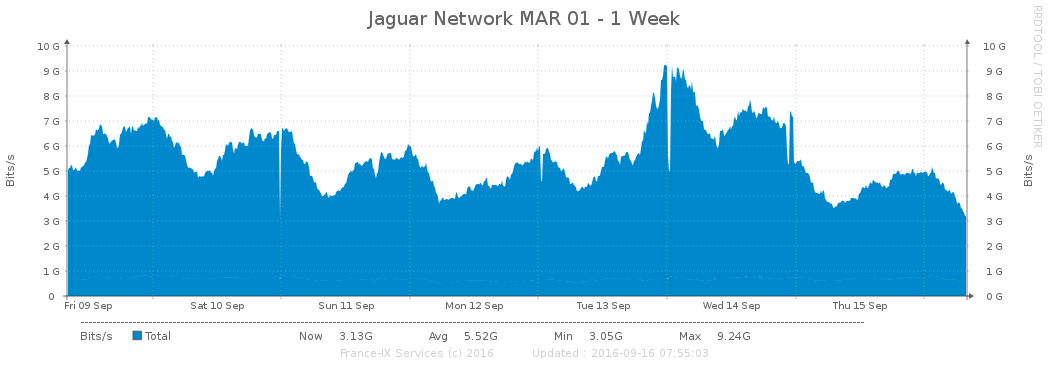 Jaguar Network MAR 01 - 1 Week
10 G 10 G
9 G 9 G
8 G 8 G
7 G 7 G
6 G 6 G
5 G 5 G
4 G 4 G
3 G 3 G
2 G 2 G
1 G 1 G
0 0 G
Bits/s
Bits/s
RRDTOOL / TOBI OETIKER
Fri 09 Sep Sat 10 Sep Sun 11 Sep Mon 12 Sep Tue 13 Sep Wed 14 Sep Thu 15 Sep
Bits/s Total Now 3.13G Avg 5.52G Min 3.05G Max 9.24G
France-IX Services (c) 2016 Updated : 2016-09-16 07:55:03